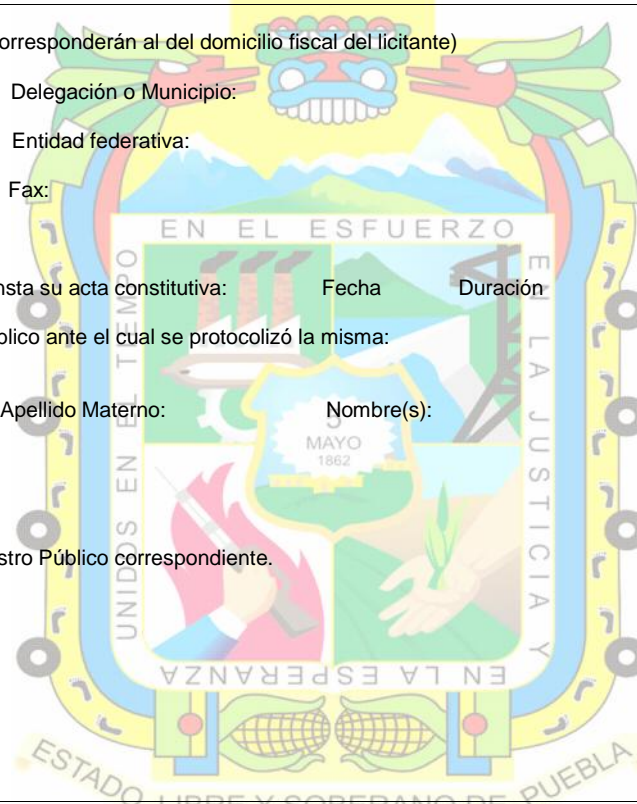 orresponderán al del domicilio fiscal del licitante)
Delegación o Municipio:
Entidad federativa:
Fax:
EN EL ESFUERZO
EN LA JUSTICIA Y
EN LA ESPERANZA
UNIDOS EN EL TIEMPO
nsta su acta constitutiva: Fecha Duración
blico ante el cual se protocolizó la misma:
Apellido Materno: Nombre(s):
5
MAYO
1862
stro Público correspondiente.
ESTADO LIBRE Y SOBERANO DE PUEBLA